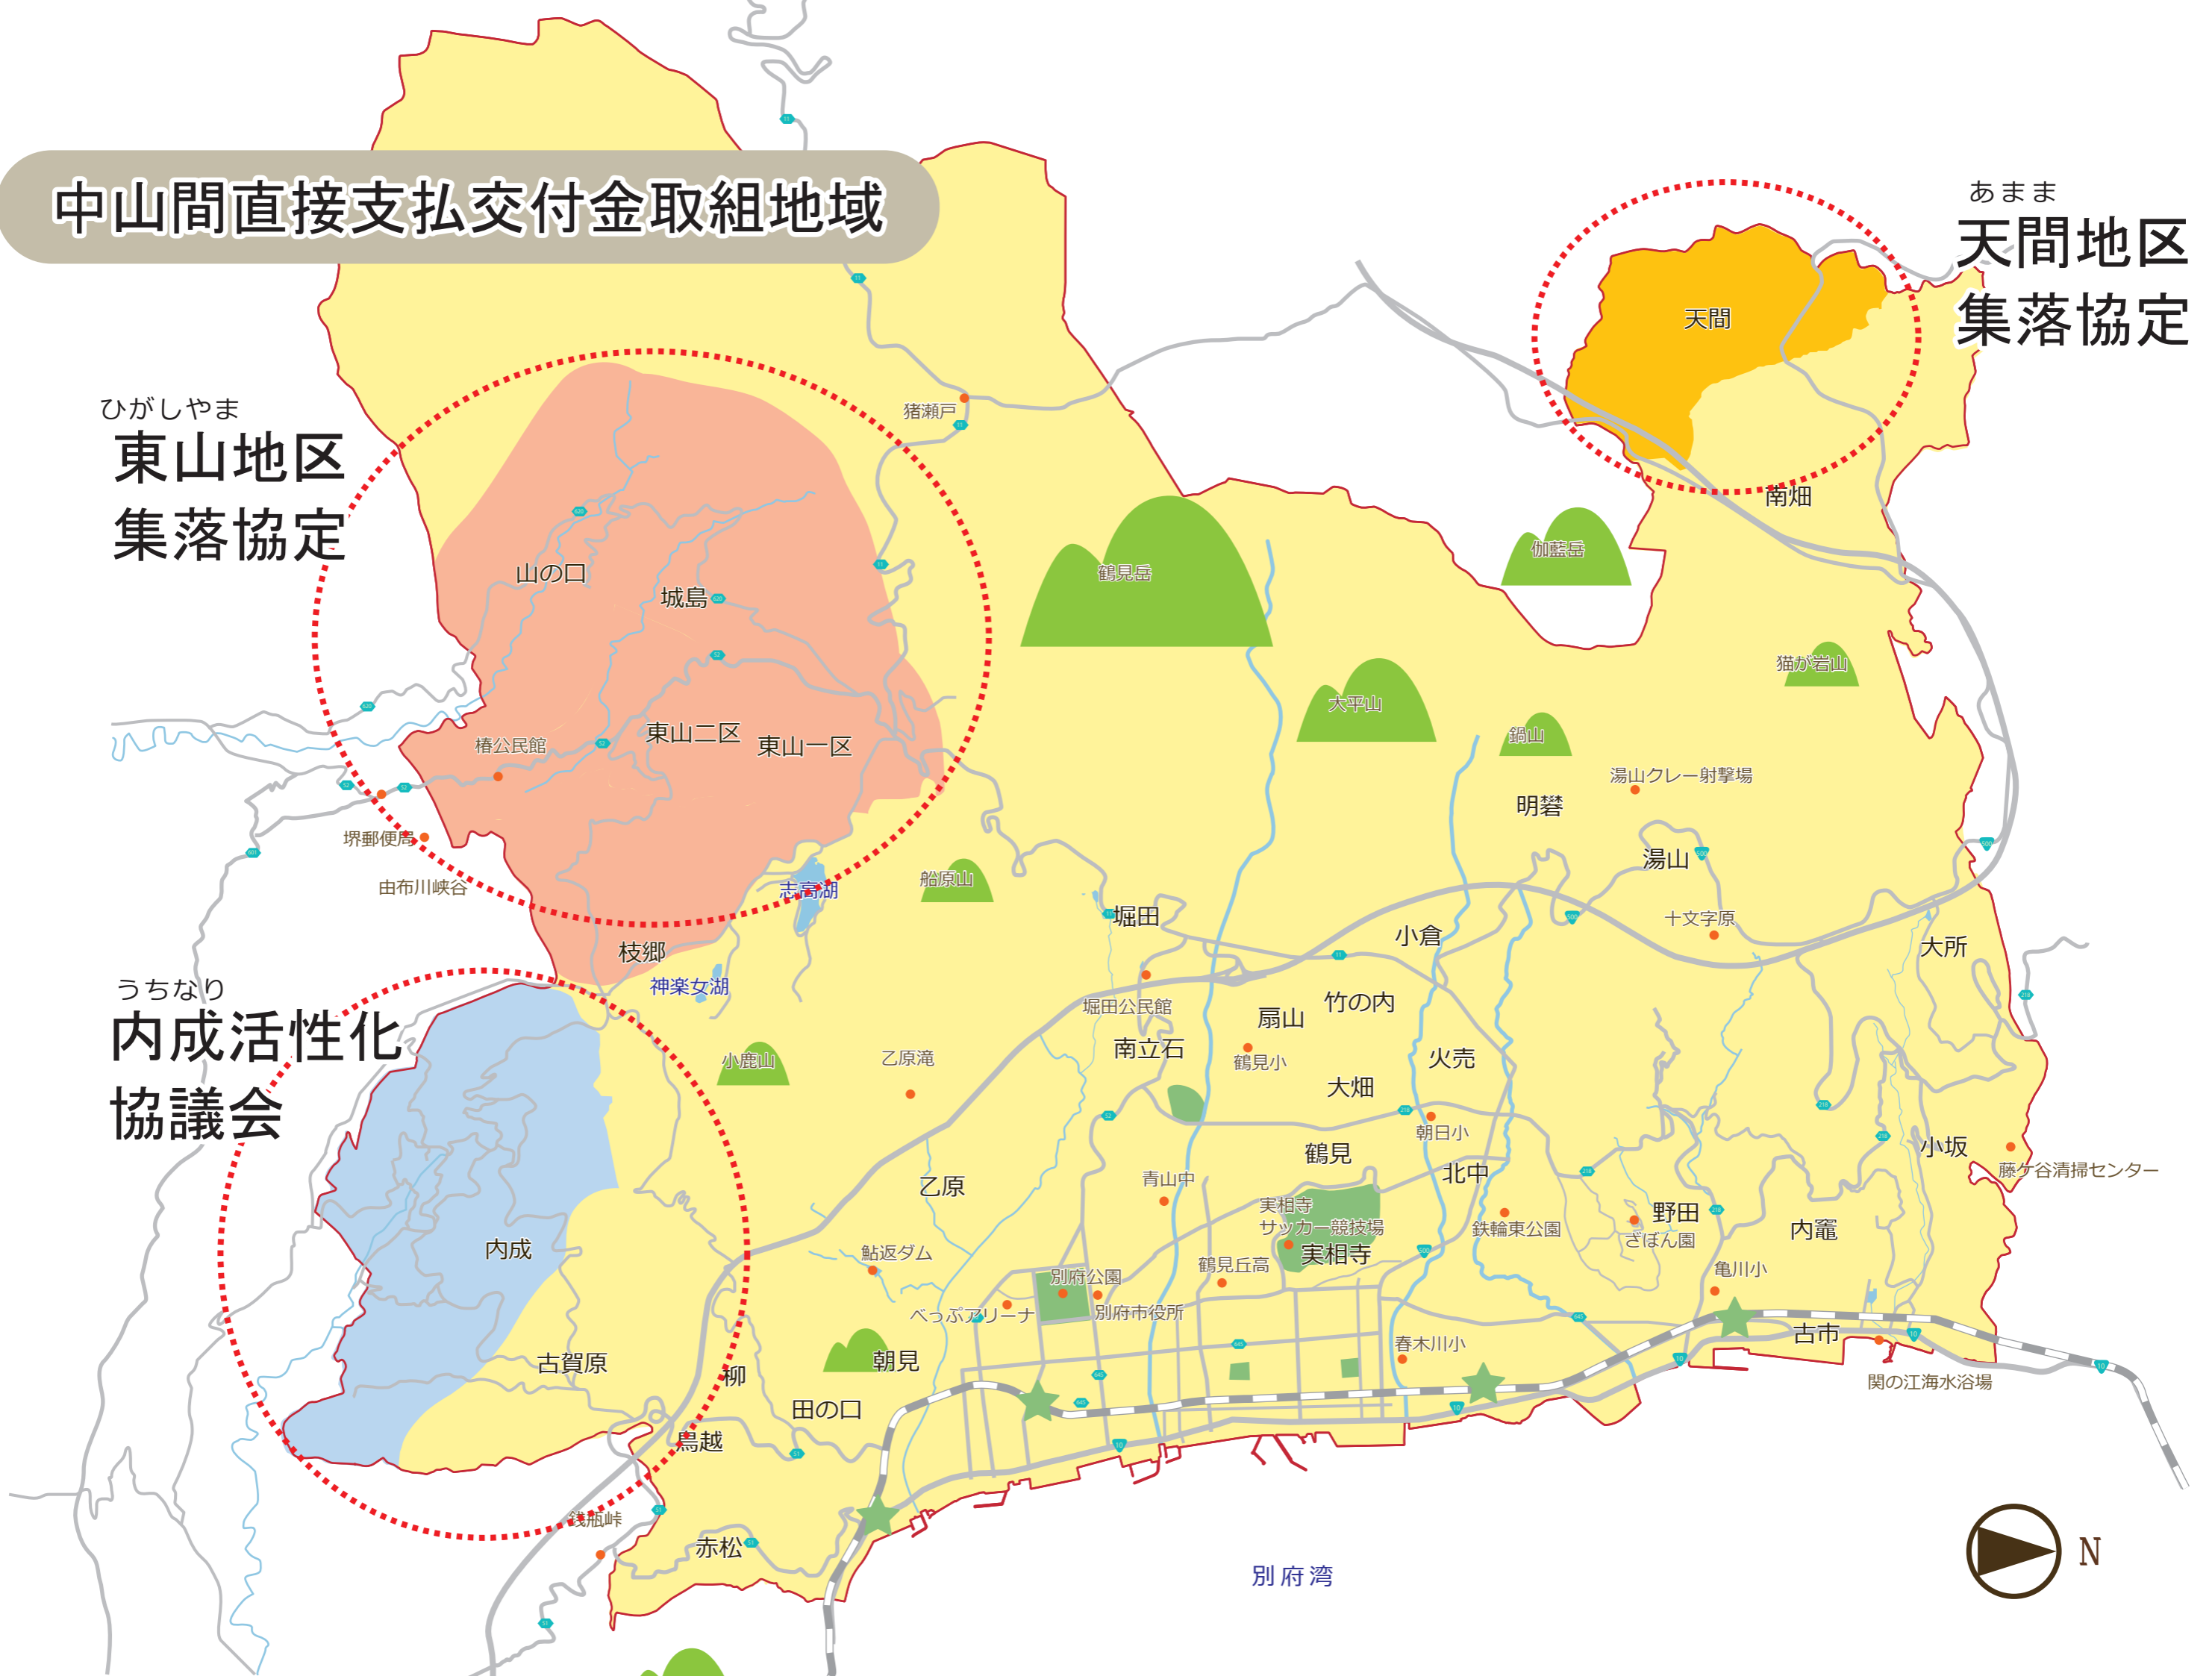 中山間直接支払交付金取組地域
あまま
天間地区
集落協定
天間
ひがしやま
東山地区
集落協定
猪瀬戸
南畑
伽藍岳
鶴見岳
山の口
城島
猫が岩山
大平山
鍋山
東山二区
東山一区
椿公民館
湯山クレー射撃場
明礬
堺郵便局
湯山
由布川峡谷
志高湖
船原山
堀田
小倉
十文字原
大所
枝郷
神楽女湖
うちなり
内成活性化
協議会
堀田公民館
扇山
竹の内
南立石
鶴見小
火売
小鹿山
乙原滝
大畑
朝日小
鶴見
北中
小坂
藤ケ谷清掃センター
乙原
青山中
実相寺
サッカー競技場
実相寺
鉄輪東公園
野田
ざぼん園
内竈
内成
鮎返ダム
別府公園
鶴見丘高
亀川小
べっぷアリーナ
別府市役所
春木川小
古市
関の江海水浴場
古賀原
柳
朝見
田の口
鳥越
銭瓶峠
赤松
別府湾
N